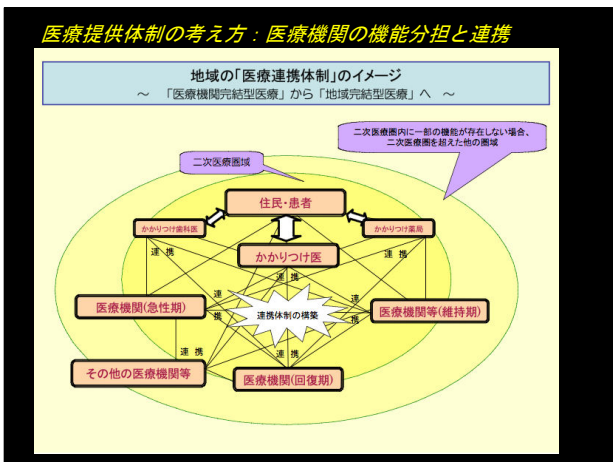 医療提供体制の考え方：医療機関の機能分担と連携
地域の「医療連携体制」のイメージ
～ 「医療機関完結型医療」から「地域完結型医療」へ ～
二次医療圏内に一部の機能が存在しない場合、
二次医療圏を超えた他の圏域
二次医療圏域
住民・患者
かかりつけ歯科医
かかりつけ薬局
かかりつけ医
連 携
連 携
連 携
医療機関(急性期)
連
携
連携体制の構築
連
携
医療機関等(維持期)
連 携
連 携
その他の医療機関等
医療機関(回復期)